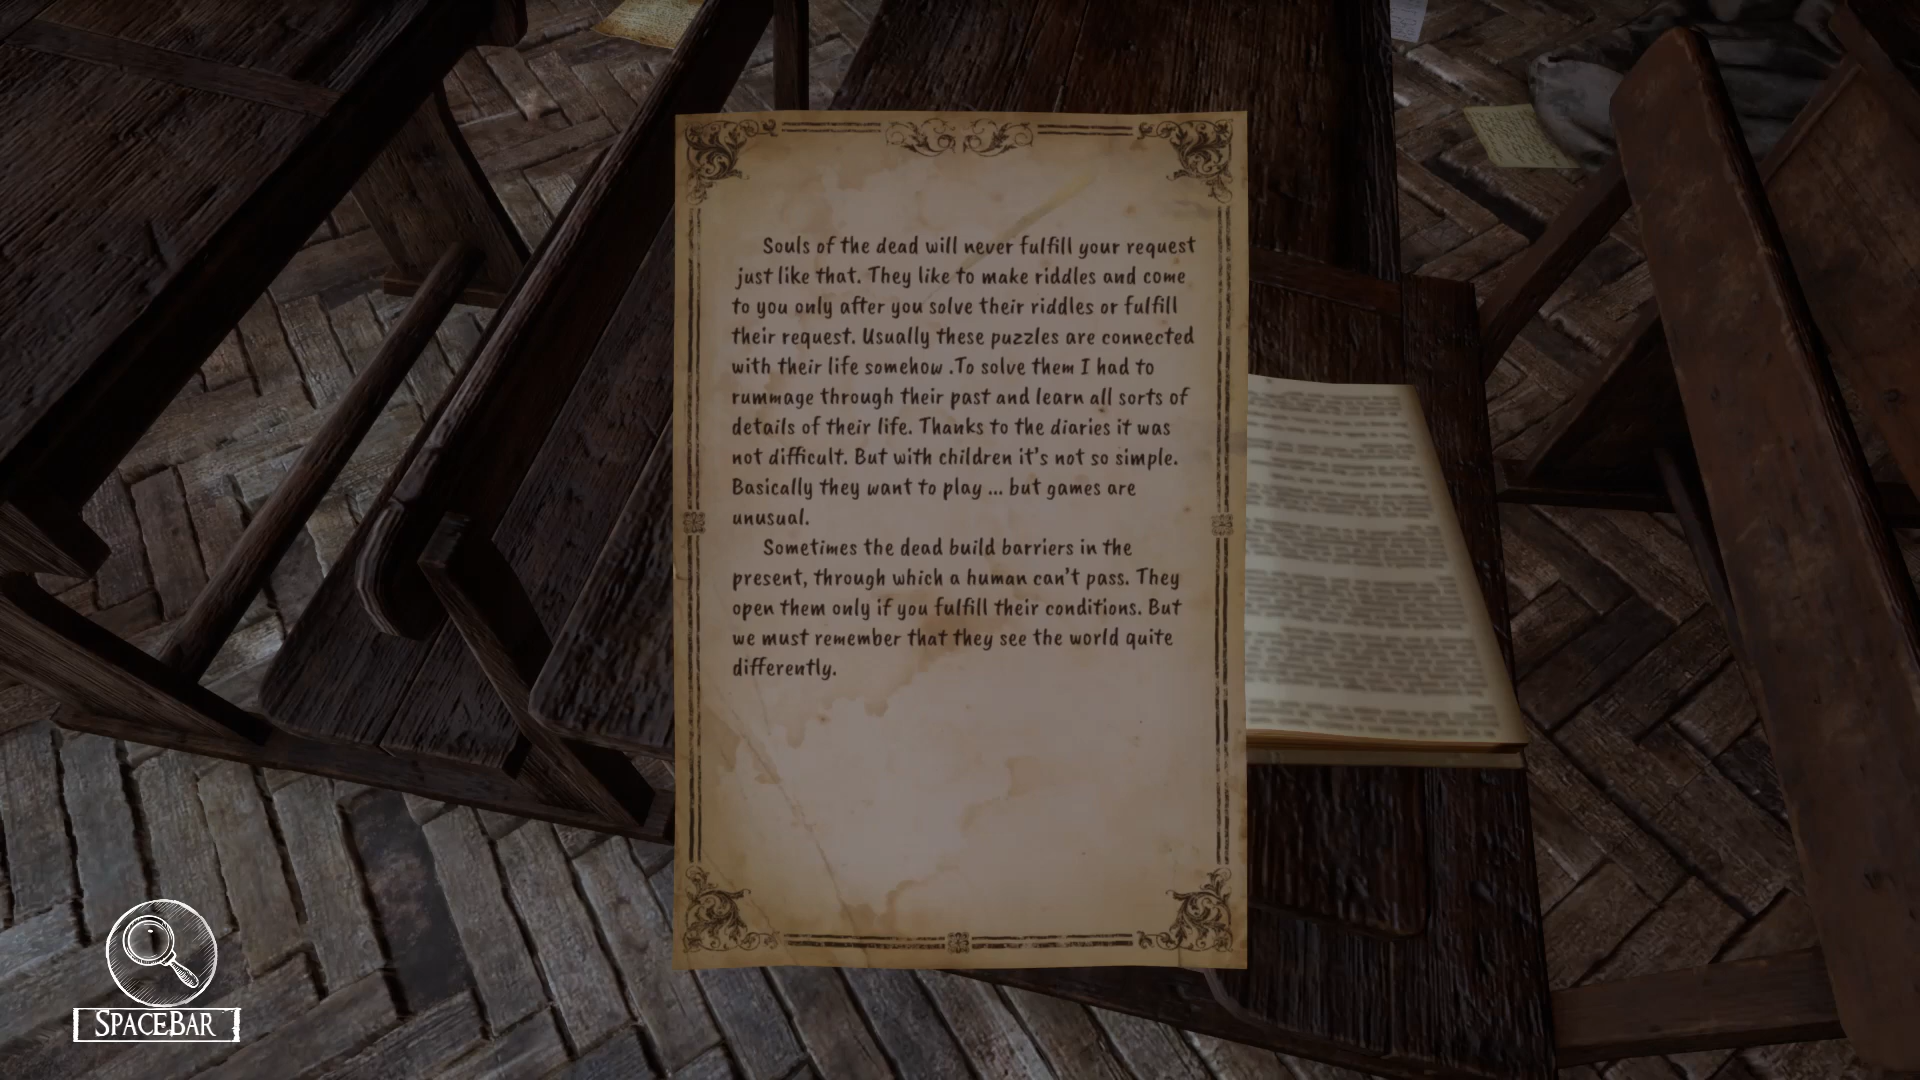 Souls of the dead will never fulfill your request
just like that. They like to make riddles and come
to you only after you solve their riddles or fulfill
their request. Usually these puzzles are connected
with their life somehow .To solve them I had to
rummage through their past and learn all sorts of
details of their life. Thanks to the diaries it was
not difficult. But with children it's not so simple.
Basically they want to play ... but games are
unusual.
Sometimes the dead build barriers in the
present, through which a human can't pass. They
open them only if you fulfill their conditions. But
we must remember that they see the world quite
differently.
SPACEBAR